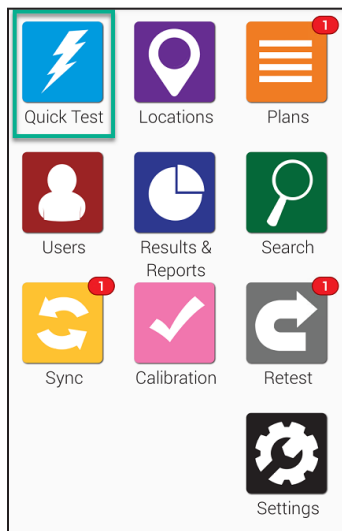 1
Quick Test
Locations
Plans
Users
Results &
Reports
Search
1
1
Sync
Calibration
Retest
Settings